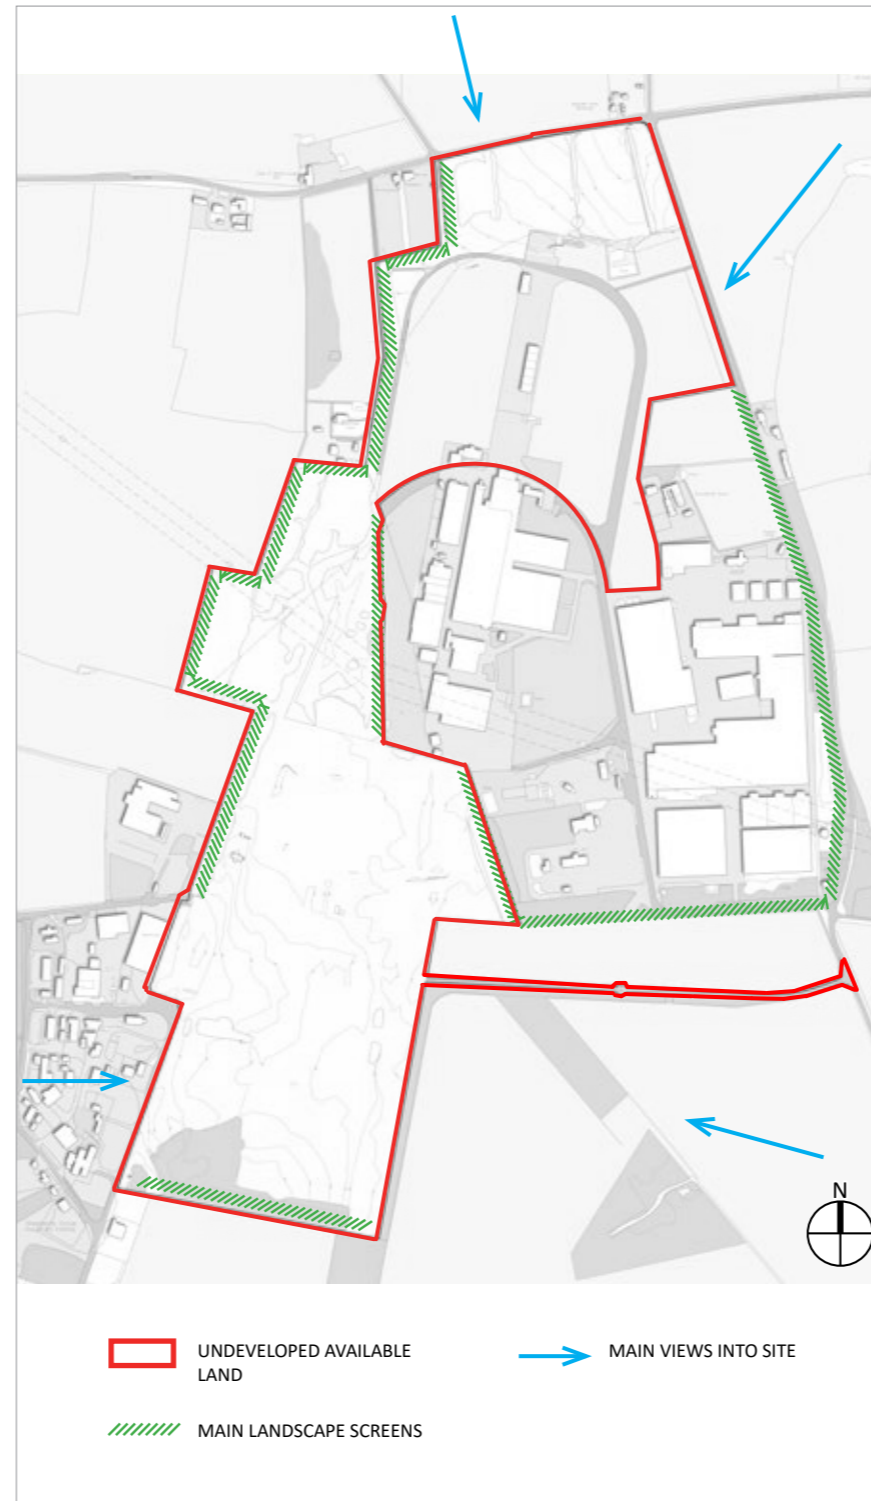 N
UNDEVELOPED AVAILABLE
LAND
MAIN VIEWS INTO SITE
MAIN LANDSCAPE SCREENS